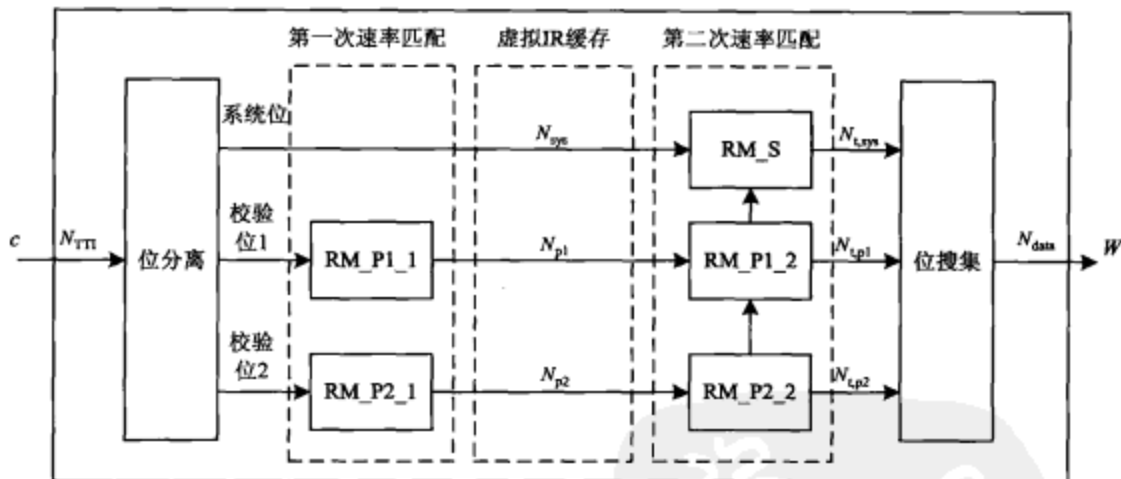 第一次速率匹配
虚拟IR缓存
第二次速率匹配
系统位
N_sys
RM_S
N_t,sys
c
N_TTI
位分离
校验
位1
RM_P1_1
N_p1
RM_P1_2
N_t,p1
位搜集
N_data
W
校验
位2
RM_P2_1
N_p2
RM_P2_2
N_t,p2